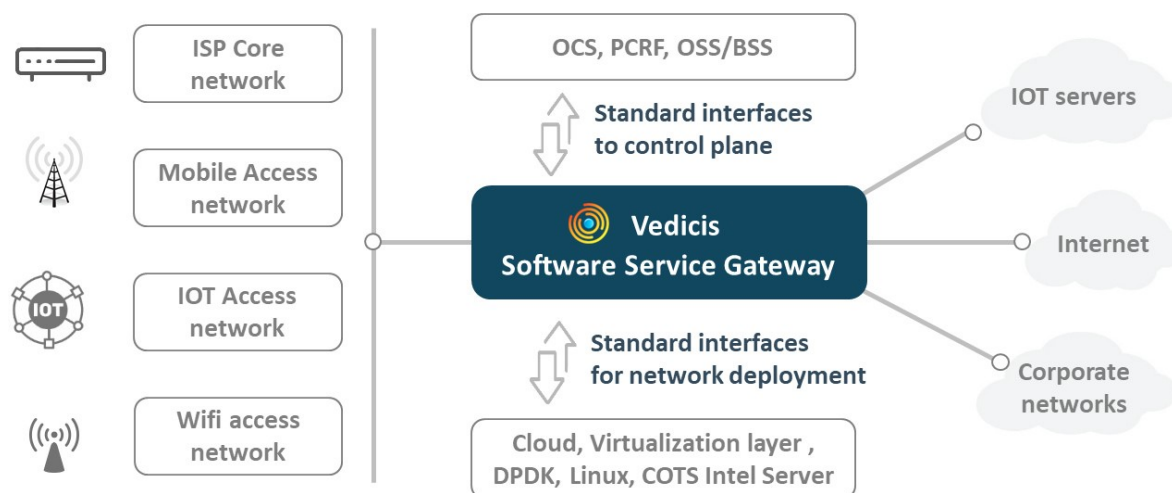 ISP Core
network
Mobile Access
network
IOT
IOT Access
network
Wifi access
network
OCS, PCRF, OSS/BSS
Standard interfaces
to control plane
Vedicis
Software Service Gateway
Standard interfaces
for network deployment
Cloud, Virtualization layer ,
DPDK, Linux, COTS Intel Server
IOT servers
Internet
Corporate
networks